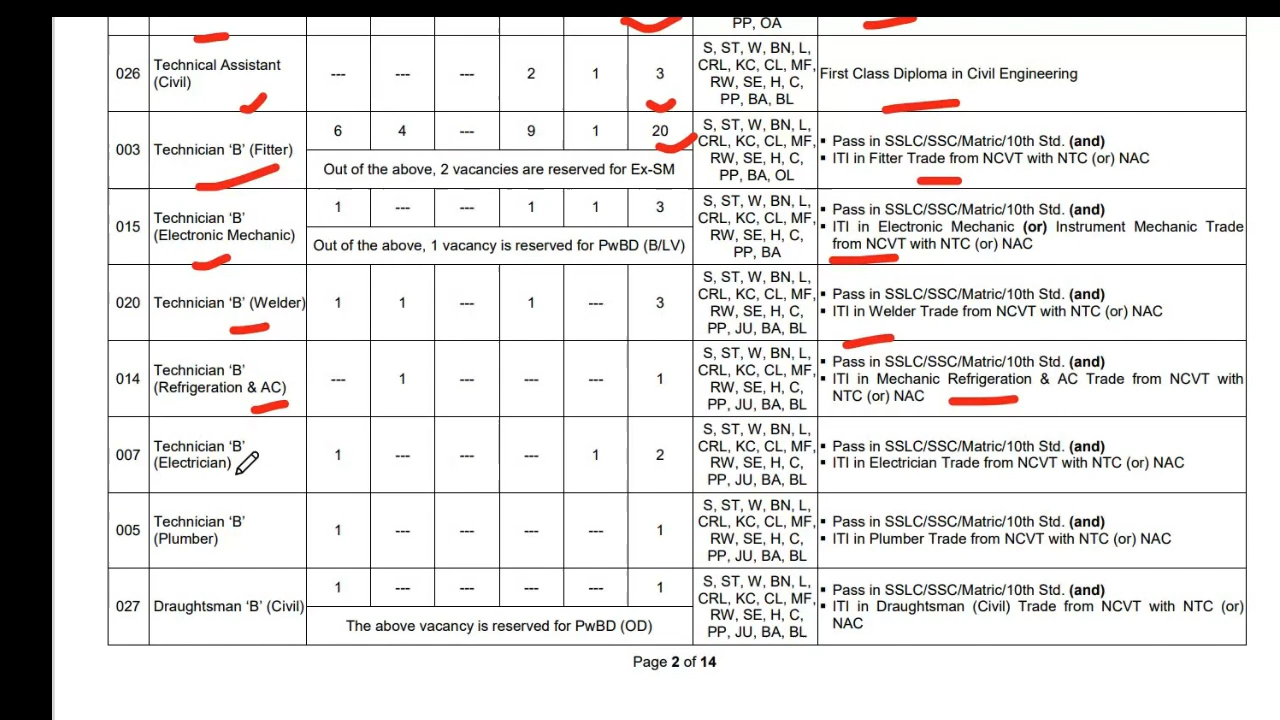 PP, OA
026
Technical Assistant
(Civil)
---
---
---
2
1
3
S, ST, W, BN, L,
CRL, KC, CL, MF,
RW, SE, H, C,
PP, BA, BL
First Class Diploma in Civil Engineering
003
Technician ‘B’ (Fitter)
6
4
---
9
1
20
Out of the above, 2 vacancies are reserved for Ex-SM
S, ST, W, BN, L,
CRL, KC, CL, MF,
RW, SE, H, C,
PP, BA, OL
▪ Pass in SSLC/SSC/Matric/10th Std. (and)
▪ ITI in Fitter Trade from NCVT with NTC (or) NAC
015
Technician ‘B’
(Electronic Mechanic)
1
---
---
1
1
3
Out of the above, 1 vacancy is reserved for PwBD (B/LV)
S, ST, W, BN, L,
CRL, KC, CL, MF,
RW, SE, H, C,
PP, BA
▪ Pass in SSLC/SSC/Matric/10th Std. (and)
▪ ITI in Electronic Mechanic (or) Instrument Mechanic Trade
from NCVT with NTC (or) NAC
020
Technician ‘B’ (Welder)
1
1
---
1
---
3
S, ST, W, BN, L,
CRL, KC, CL, MF,
RW, SE, H, C,
PP, JU, BA, BL
▪ Pass in SSLC/SSC/Matric/10th Std. (and)
▪ ITI in Welder Trade from NCVT with NTC (or) NAC
014
Technician ‘B’
(Refrigeration & AC)
---
1
---
---
---
1
S, ST, W, BN, L,
CRL, KC, CL, MF,
RW, SE, H, C,
PP, JU, BA, BL
▪ Pass in SSLC/SSC/Matric/10th Std. (and)
▪ ITI in Mechanic Refrigeration & AC Trade from NCVT with
NTC (or) NAC
007
Technician ‘B’
(Electrician)
1
---
---
---
1
2
S, ST, W, BN, L,
CRL, KC, CL, MF,
RW, SE, H, C,
PP, JU, BA, BL
▪ Pass in SSLC/SSC/Matric/10th Std. (and)
▪ ITI in Electrician Trade from NCVT with NTC (or) NAC
005
Technician ‘B’
(Plumber)
1
---
---
---
---
1
S, ST, W, BN, L,
CRL, KC, CL, MF,
RW, SE, H, C,
PP, JU, BA, BL
▪ Pass in SSLC/SSC/Matric/10th Std. (and)
▪ ITI in Plumber Trade from NCVT with NTC (or) NAC
027
Draughtsman ‘B’ (Civil)
1
---
---
---
---
1
The above vacancy is reserved for PwBD (OD)
S, ST, W, BN, L,
CRL, KC, CL, MF,
RW, SE, H, C,
PP, JU, BA, BL
▪ Pass in SSLC/SSC/Matric/10th Std. (and)
▪ ITI in Draughtsman (Civil) Trade from NCVT with NTC (or)
NAC
Page 2 of 14